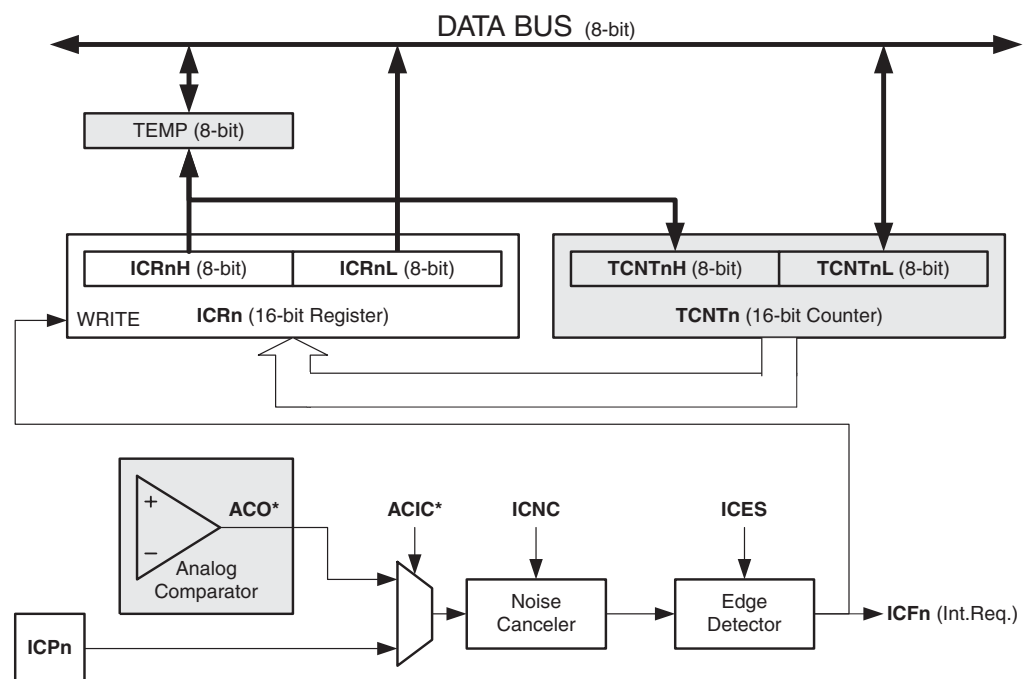 DATA BUS (8-bit)
TEMP (8-bit)
ICRnH (8-bit) ICRnL (8-bit)
TCNTnH (8-bit) TCNTnL (8-bit)
WRITE ICRn (16-bit Register)
TCNTn (16-bit Counter)
+
−
ACO*
Analog
Comparator
ACIC*
ICNC
ICES
Noise
Canceler
Edge
Detector
ICFn (Int.Req.)
ICPn